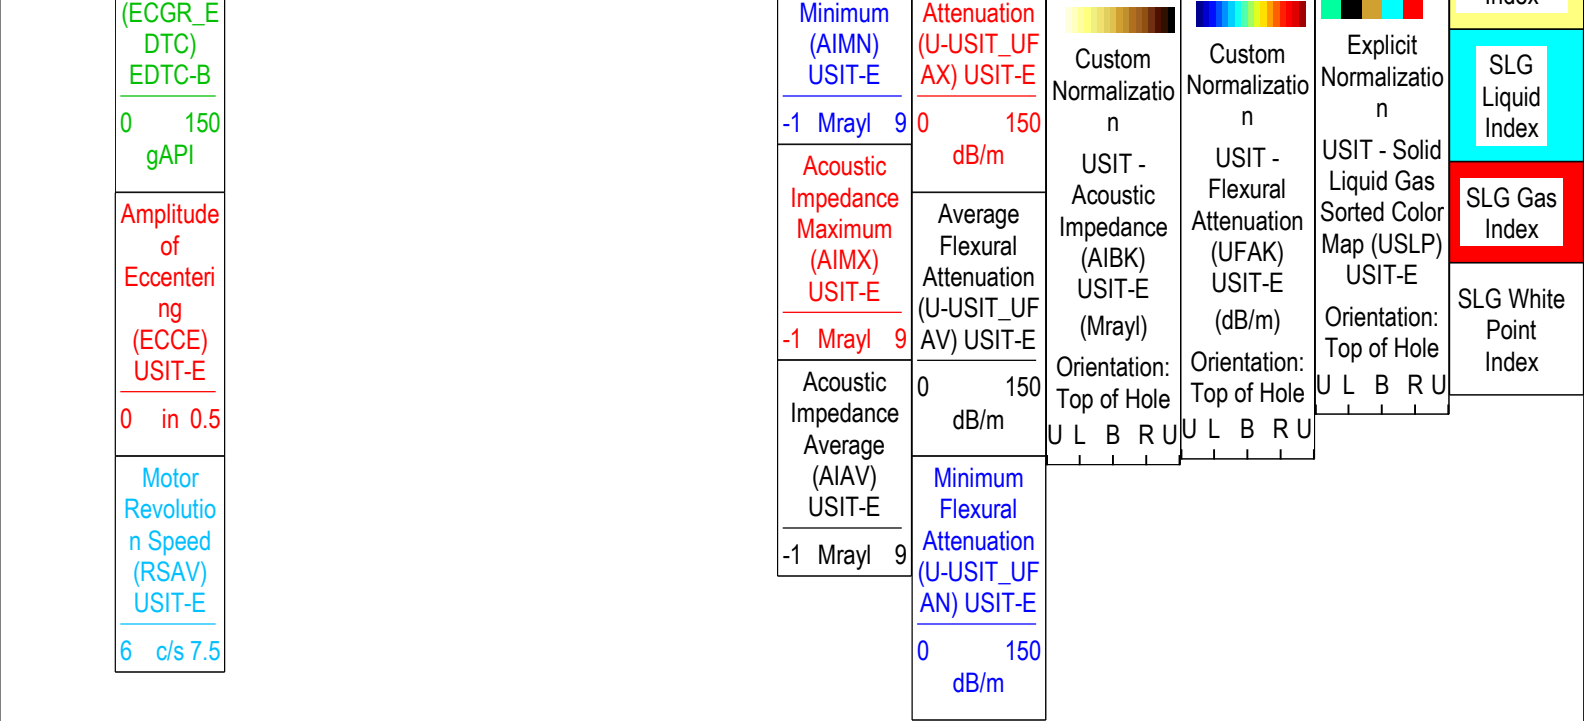 (ECGR_E
DTC)
EDTC-B
0 150
gAPI
Amplitude
of
Eccenteri
ng
(ECCE)
USIT-E
0 in 0.5
Motor
Revolutio
n Speed
(RSAV)
USIT-E
6 c/s 7.5
Minimum
(AIMN)
USIT-E
-1 Mrayl 9
Acoustic
Impedance
Maximum
(AIMX)
USIT-E
-1 Mrayl 9
Acoustic
Impedance
Average
(AIAV)
USIT-E
-1 Mrayl 9
Attenuation
(U-USIT_UF
AX) USIT-E
0 150
dB/m
Average
Flexural
Attenuation
(U-USIT_UF
AV) USIT-E
0 150
dB/m
Minimum
Flexural
Attenuation
(U-USIT_UF
AN) USIT-E
0 150
dB/m
Custom
Normalizatio
n
USIT -
Acoustic
Impedance
(AIBK)
USIT-E
(Mrayl)
Orientation:
Top of Hole
U L B R U
Custom
Normalizatio
n
USIT -
Flexural
Attenuation
(UFAK)
USIT-E
(dB/m)
Orientation:
Top of Hole
U L B R U
Explicit
Normalizatio
n
USIT - Solid
Liquid Gas
Sorted Color
Map (USLP)
USIT-E
Orientation:
Top of Hole
U L B R U
Index
SLG
Liquid
Index
SLG Gas
Index
SLG White
Point
Index